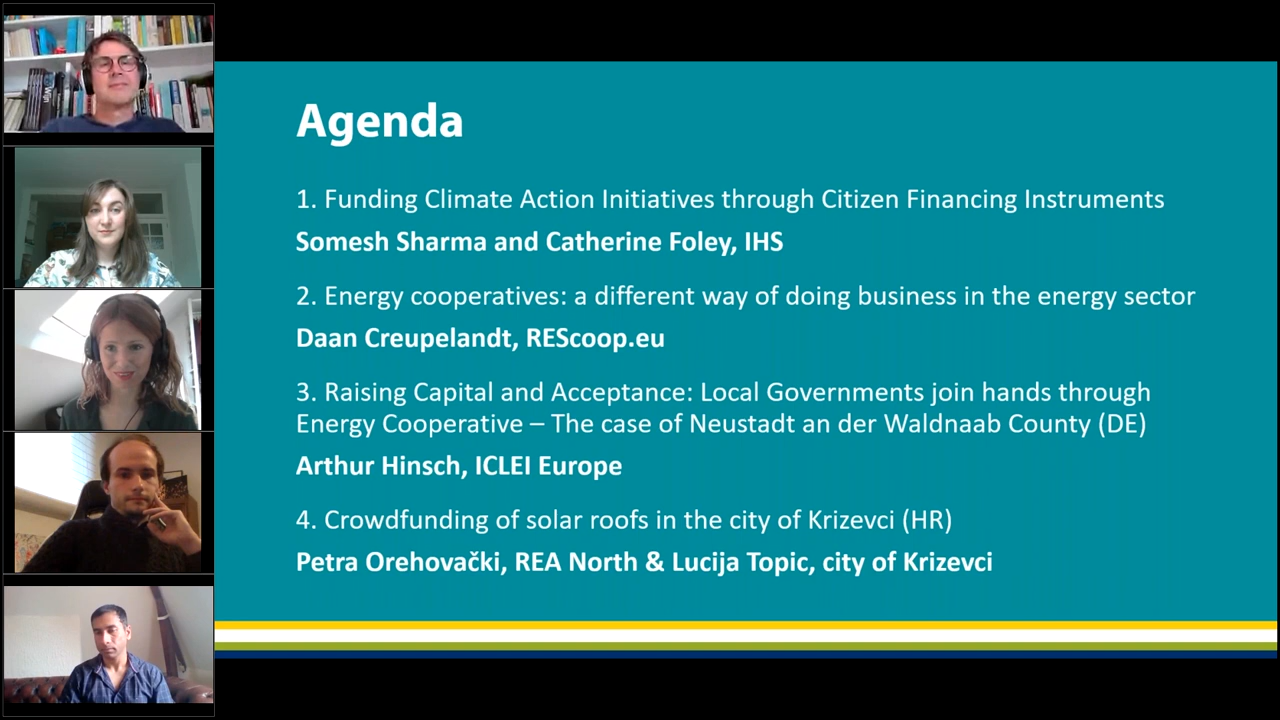 Agenda
1. Funding Climate Action Initiatives through Citizen Financing Instruments
Somesh Sharma and Catherine Foley, IHS
2. Energy cooperatives: a different way of doing business in the energy sector
Daan Creupelandt, REScoop.eu
3. Raising Capital and Acceptance: Local Governments join hands through
Energy Cooperative – The case of Neustadt an der Waldnaab County (DE)
Arthur Hinsch, ICLEI Europe
4. Crowdfunding of solar roofs in the city of Krizevci (HR)
Petra Orehovački, REA North & Lucija Topic, city of Krizevci